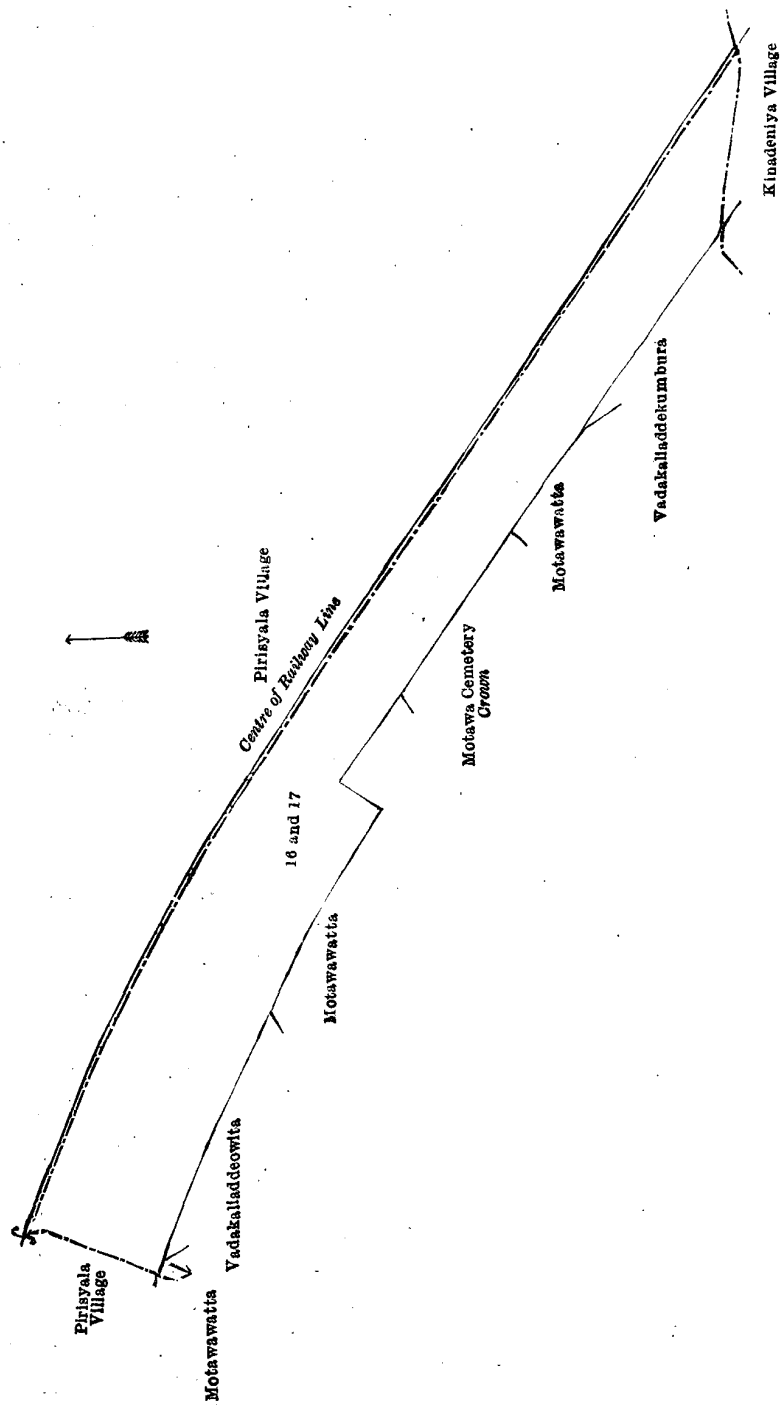 Kinadeniya Village
Vadakalladdekumbura
Motawawatta
Motawa Cemetery
Crown
Pirisyala Village
Centre of Railway Line
16 and 17
Motawawatta
Vadakalladdeowita
Motawawatta
Pirisyala
Village